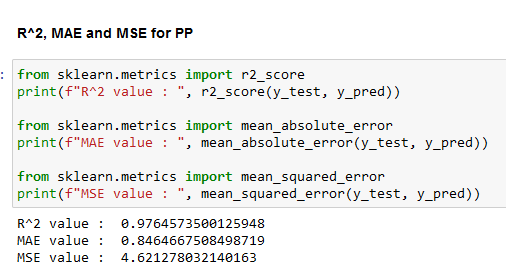 R^2, MAE and MSE for PP
: from sklearn.metrics import r2_score
print(f"R^2 value : ", r2_score(y_test, y_pred))
from sklearn.metrics import mean_absolute_error
print(f"MAE value : ", mean_absolute_error(y_test, y_pred))
from sklearn.metrics import mean_squared_error
print(f"MSE value : ", mean_squared_error(y_test, y_pred))
R^2 value :  0.9764573500125948
MAE value :  0.8464667508498719
MSE value :  4.621278032140163